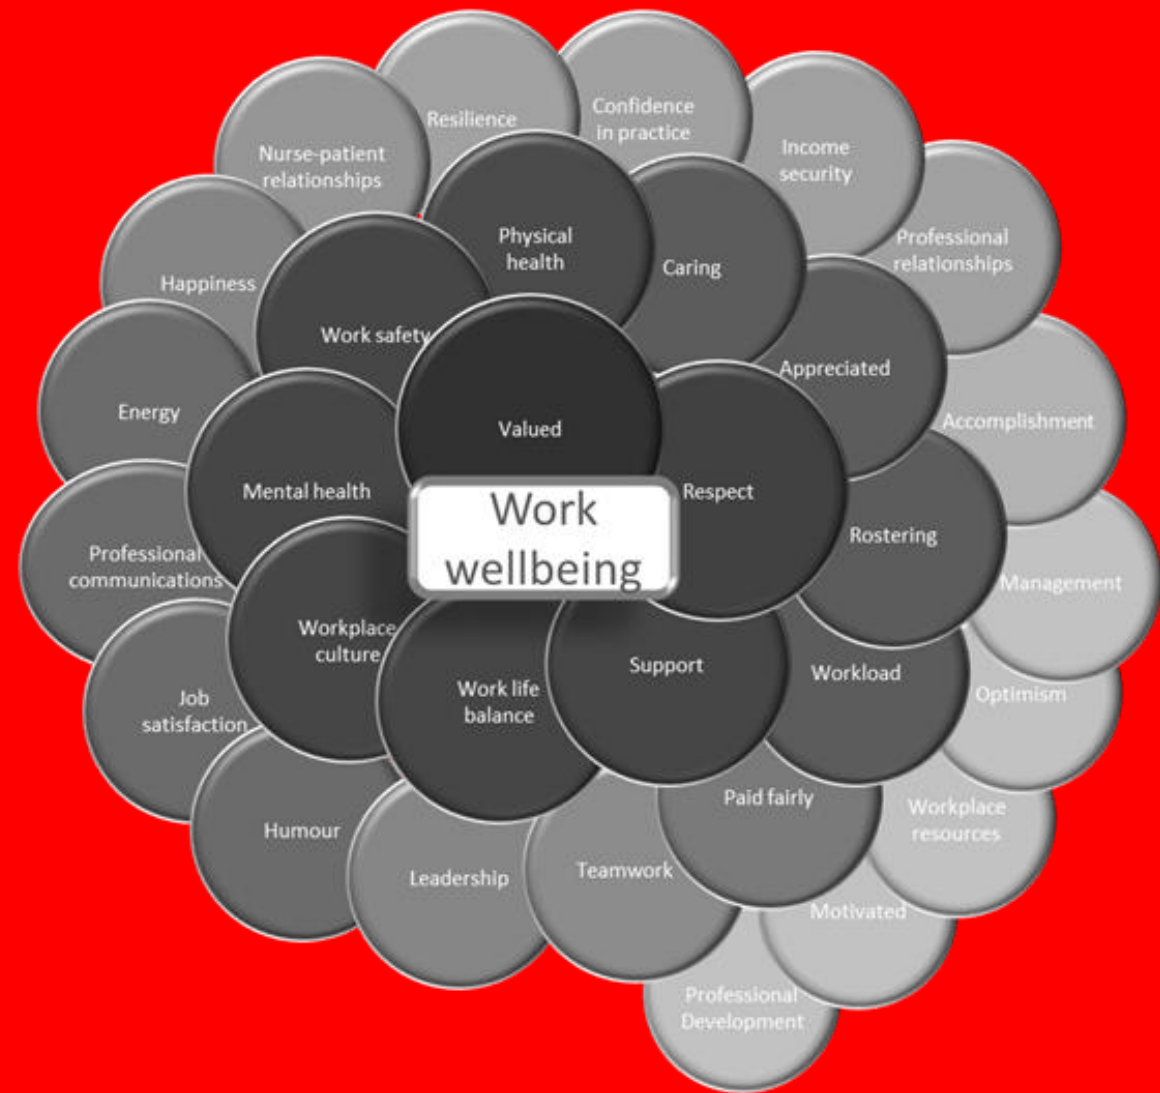 Resilience
Confidence
in practice
Nurse-patient
relationships
Income
security
Physical
health
Professional
relationships
Caring
Happiness
Work safety
Appreciated
Energy
Valued
Accomplishment
Mental health
Respect
Work
wellbeing
Rostering
Professional
communications
Management
Workplace
culture
Support
Workload
Work life
balance
Optimism
Job
satisfaction
Paid fairly
Workplace
resources
Humour
Leadership
Teamwork
Motivated
Professional
Development